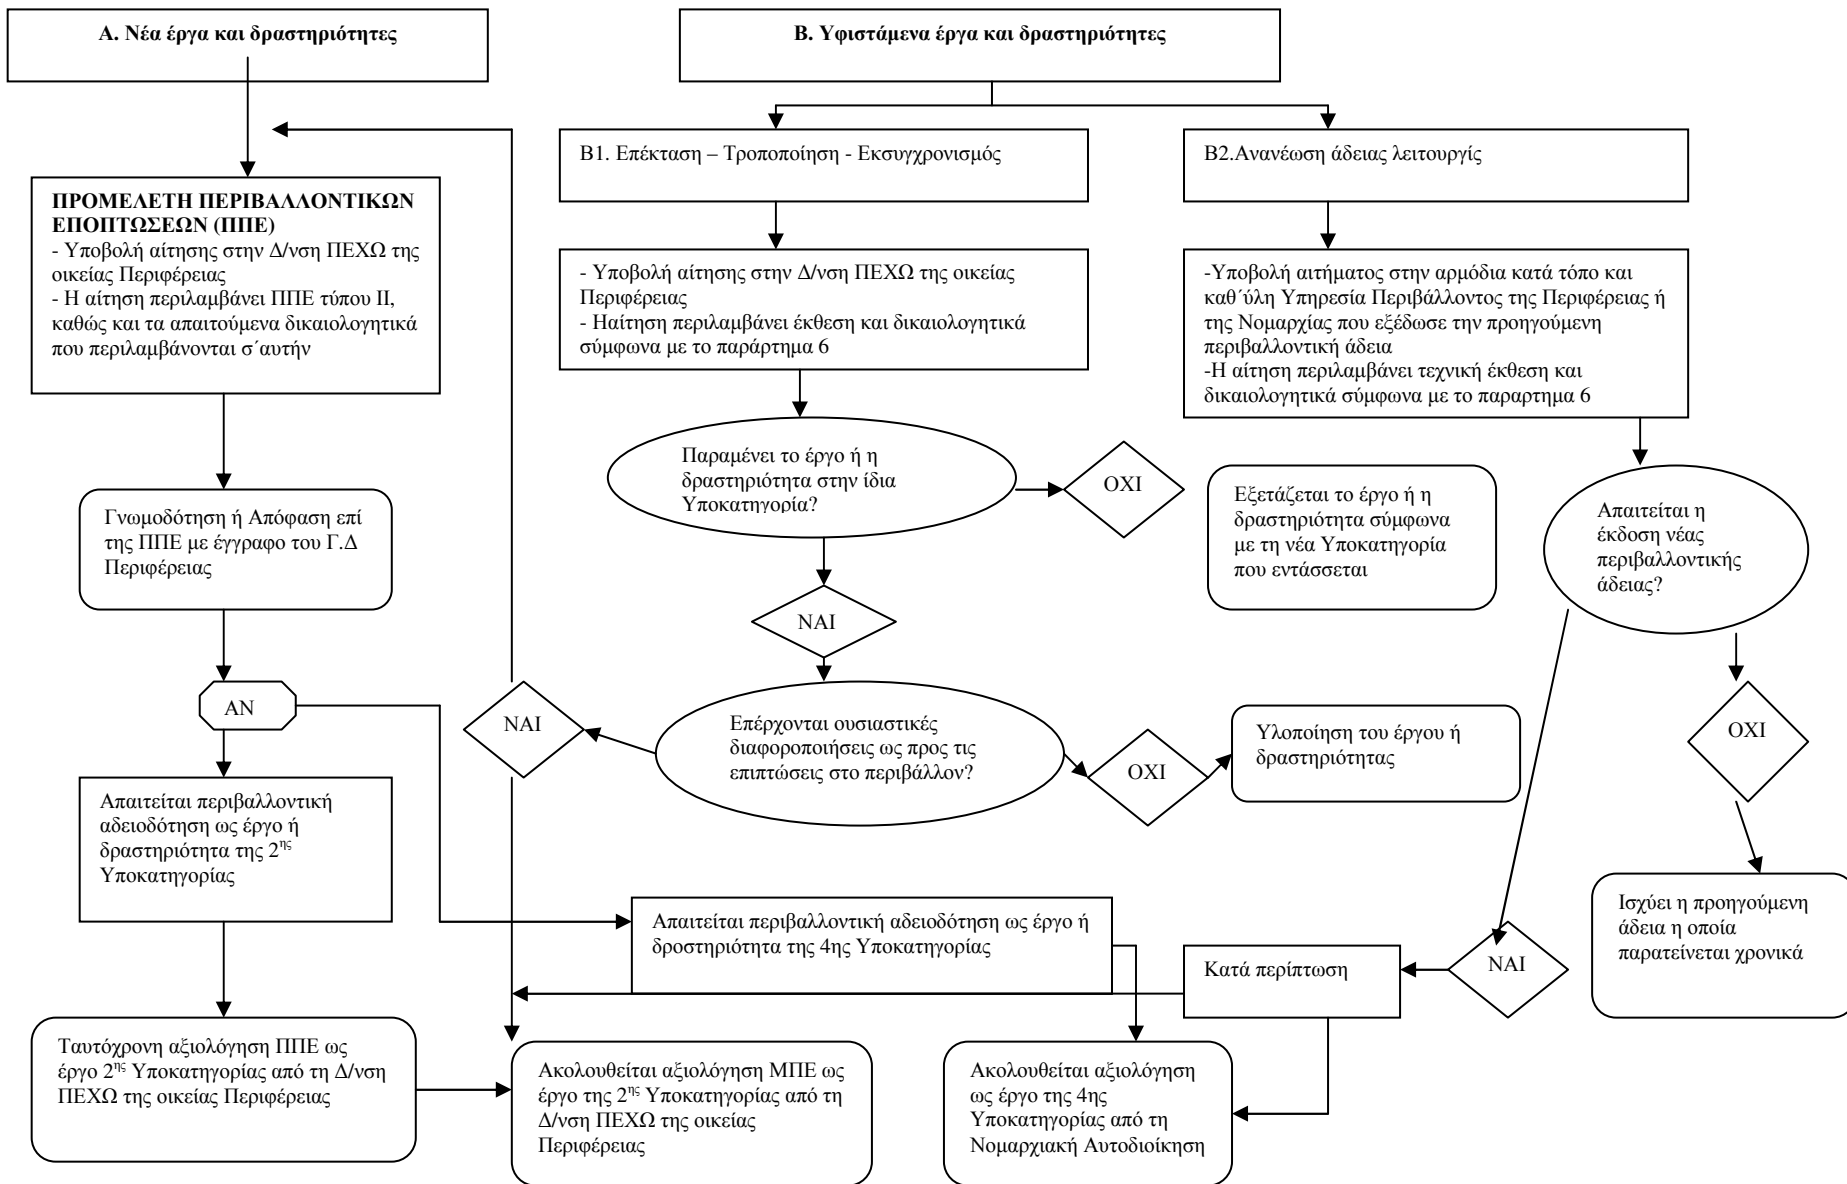 Α. Νέα έργα και δραστηριότητες
Β. Υφιστάμενα έργα και δραστηριότητες
Β1. Επέκταση – Τροποποίηση - Εκσυγχρονισμός
Β2.Ανανέωση άδειας λειτουργίς
ΠΡΟΜΕΛΕΤΗ ΠΕΡΙΒΑΛΛΟΝΤΙΚΩΝ
ΕΠΟΠΤΩΣΕΩΝ (ΠΠΕ)
- Υποβολή αίτησης στην Δ/νση ΠΕΧΩ της
οικείας Περιφέρειας
- Η αίτηση περιλαμβάνει ΠΠΕ τύπου ΙΙ,
καθώς και τα απαιτούμενα δικαιολογητικά
που περιλαμβάνονται σ΄αυτήν
- Υποβολή αίτησης στην Δ/νση ΠΕΧΩ της οικείας
Περιφέρειας
- Ηαίτηση περιλαμβάνει έκθεση και δικαιολογητικά
σύμφωνα με το παράρτημα 6
-Υποβολή αιτήματος στην αρμόδια κατά τόπο και
καθ΄ύλη Υπηρεσία Περιβάλλοντος της Περιφέρειας ή
της Νομαρχίας που εξέδωσε την προηγούμενη
περιβαλλοντική άδεια
-Η αίτηση περιλαμβάνει τεχνική έκθεση και
δικαιολογητικά σύμφωνα με το παραρτημα 6
Παραμένει το έργο ή η
δραστηριότητα στην ίδια
Υποκατηγορία?
ΟΧΙ
Εξετάζεται το έργο ή η
δραστηριότητα σύμφωνα
με τη νέα Υποκατηγορία
που εντάσσεται
Απαιτείται η
έκδοση νέας
περιβαλλοντικής
άδειας?
Γνωμοδότηση ή Απόφαση επί
της ΠΠΕ με έγγραφο του Γ.Δ
Περιφέρειας
ΝΑΙ
ΑΝ
ΝΑΙ
Επέρχονται ουσιαστικές
διαφοροποιήσεις ως προς τις
επιπτώσεις στο περιβάλλον?
ΟΧΙ
Υλοποίηση του έργου ή
δραστηριότητας
ΟΧΙ
Απαιτείται περιβαλλοντική
αδειοδότηση ως έργο ή
δραστηριότητα της 2ης
Υποκατηγορίας
Απαιτείται περιβαλλοντική αδειοδότηση ως έργο ή
δροστηριότητα της 4ης Υποκατηγορίας
Κατά περίπτωση
ΝΑΙ
Ισχύει η προηγούμενη
άδεια η οποία
παρατείνεται χρονικά
Ταυτόχρονη αξιολόγηση ΠΠΕ ως
έργο 2ης Υποκατηγορίας από τη Δ/νση
ΠΕΧΩ της οικείας Περιφέρειας
Ακολουθείται αξιολόγηση ΜΠΕ ως
έργο της 2ης Υποκατηγορίας από τη
Δ/νση ΠΕΧΩ της οικείας
Περιφέρειας
Ακολουθείται αξιολόγηση
ως έργο της 4ης
Υποκατηγορίας από τη
Νομαρχιακή Αυτοδιοίκηση